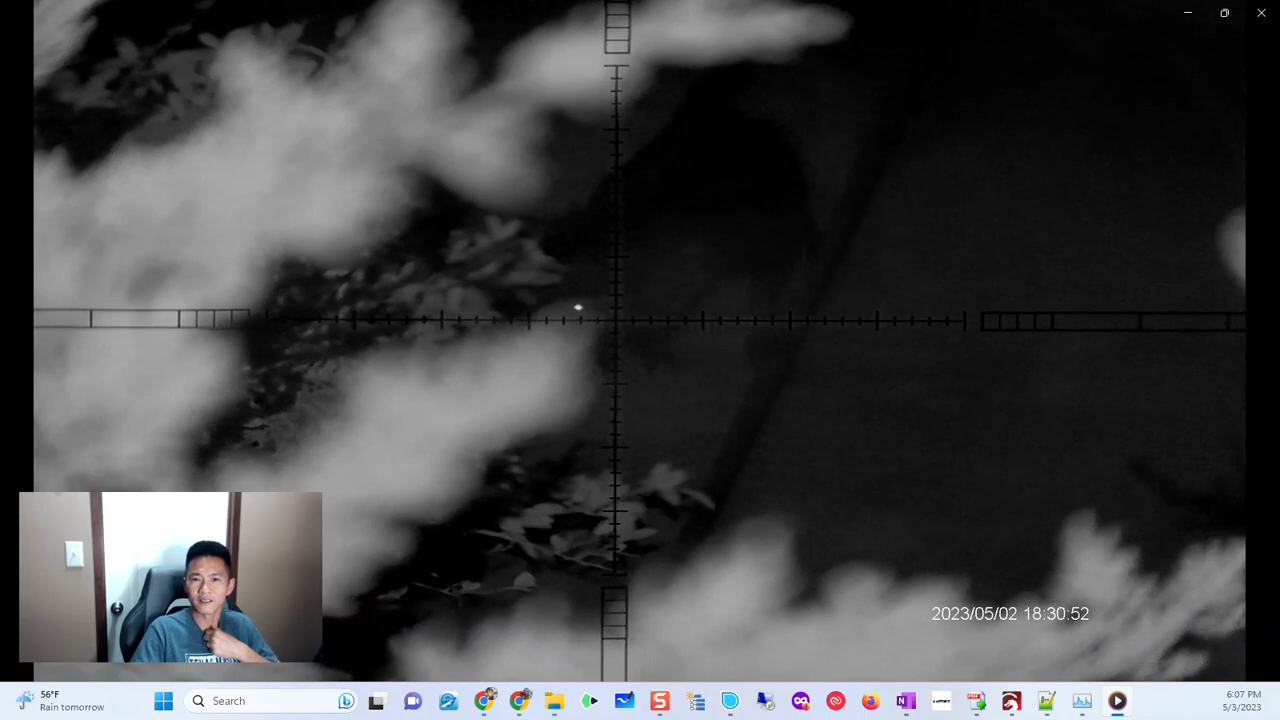 2023/05/02 18:30:52
56°F
Rain tomorrow
Search
6:07 PM
5/3/2023